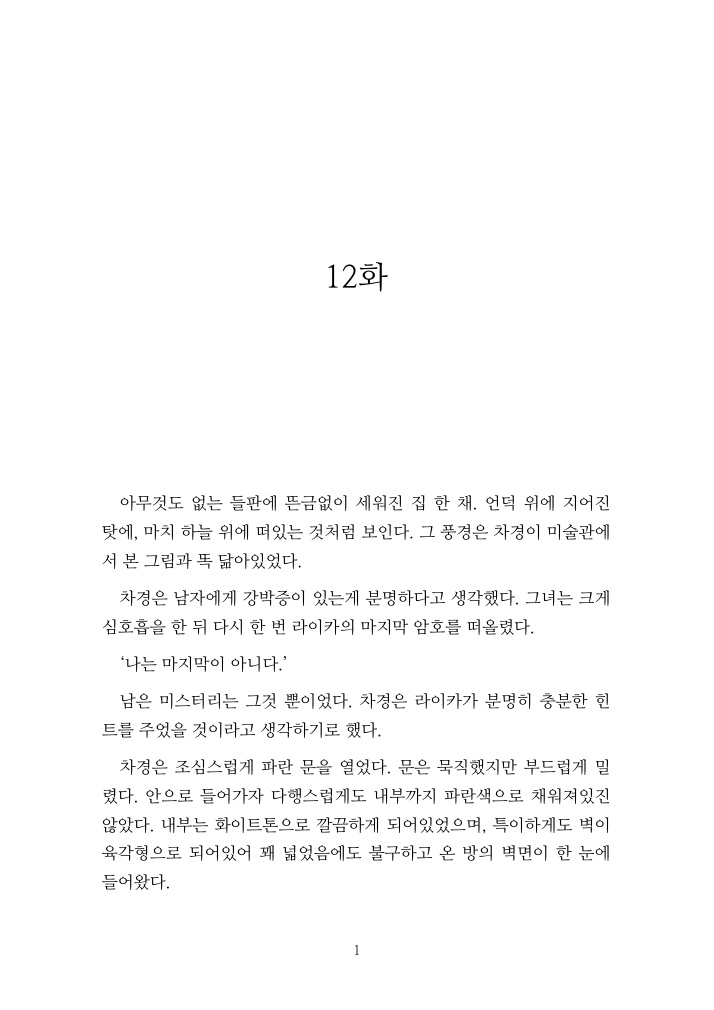 12화
아무것도 없는 들판에 뜬금없이 세워진 집 한 채. 언덕 위에 지어진
탓에, 마치 하늘 위에 떠있는 것처럼 보인다. 그 풍경은 차경이 미술관에
서 본 그림과 똑 닮아있었다.
차경은 남자에게 강박증이 있는게 분명하다고 생각했다. 그녀는 크게
심호흡을 한 뒤 다시 한 번 라이카의 마지막 암호를 떠올렸다.
‘나는 마지막이 아니다.’
남은 미스터리는 그것 뿐이었다. 차경은 라이카가 분명히 충분한 힌
트를 주었을 것이라고 생각하기로 했다.
차경은 조심스럽게 파란 문을 열었다. 문은 묵직했지만 부드럽게 밀
렸다. 안으로 들어가자 다행스럽게도 내부까지 파란색으로 채워져있진
않았다. 내부는 화이트톤으로 깔끔하게 되어있었으며, 특이하게도 벽이
육각형으로 되어있어 꽤 넓었음에도 불구하고 온 방의 벽면이 한 눈에
들어왔다.
1